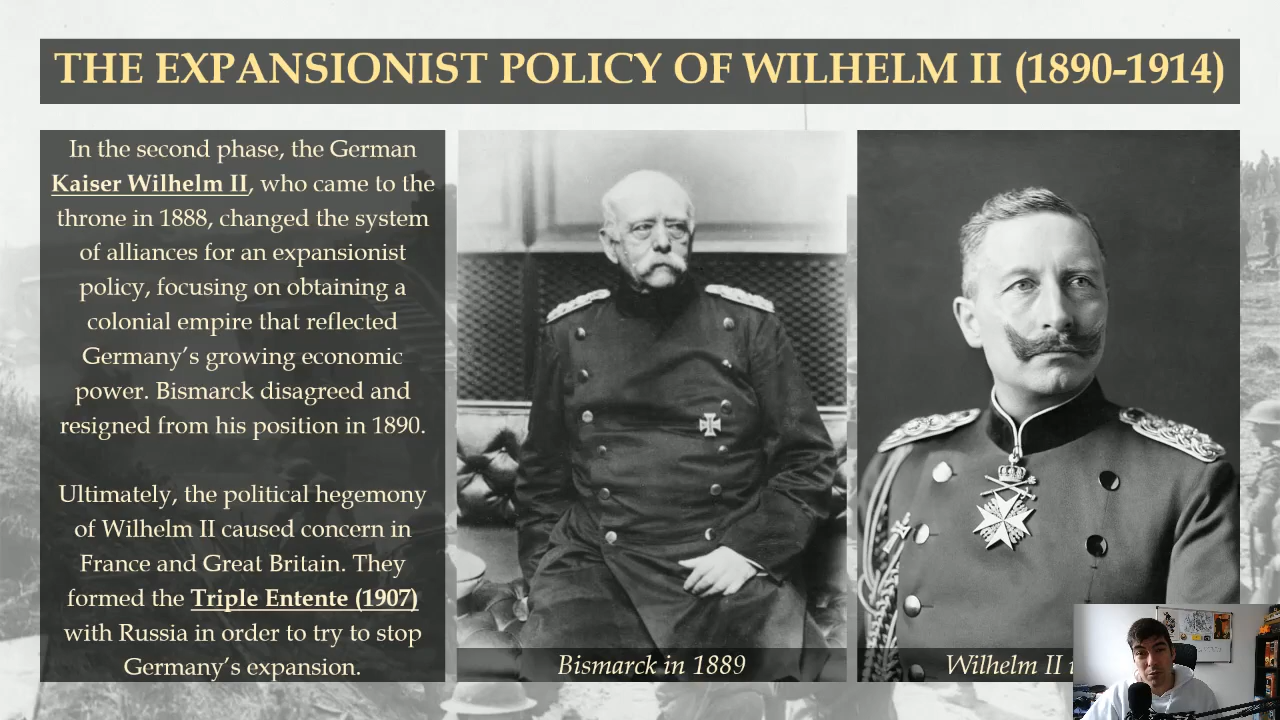 THE EXPANSIONIST POLICY OF WILHELM II (1890-1914)
In the second phase, the German
Kaiser Wilhelm II, who came to the
throne in 1888, changed the system
of alliances for an expansionist
policy, focusing on obtaining a
colonial empire that reflected
Germany's growing economic
power. Bismarck disagreed and
resigned from his position in 1890.
Ultimately, the political hegemony
of Wilhelm II caused concern in
France and Great Britain. They
formed the Triple Entente (1907)
with Russia in order to try to stop
Germany's expansion.
Bismarck in 1889
Wilhelm II